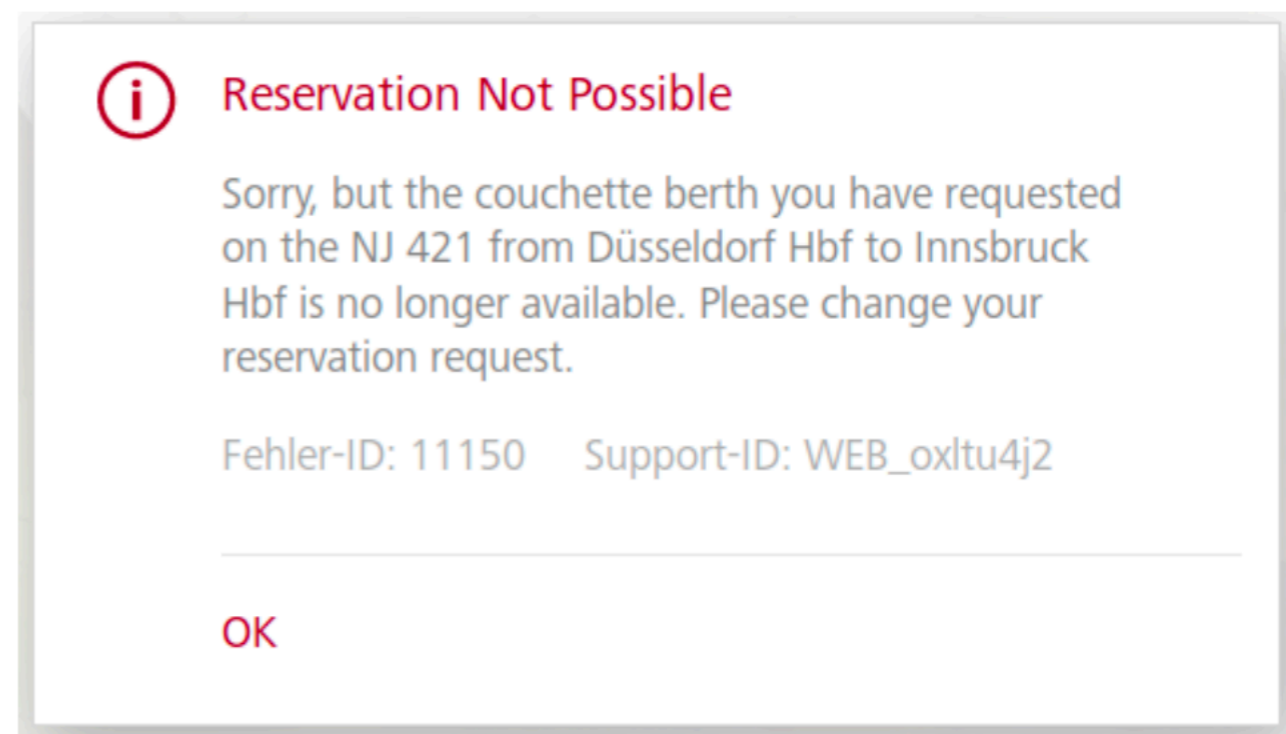 Reservation Not Possible
Sorry, but the couchette berth you have requested
on the NJ 421 from Düsseldorf Hbf to Innsbruck
Hbf is no longer available. Please change your
reservation request.
Fehler-ID: 11150 Support-ID: WEB_oxltu4j2
OK